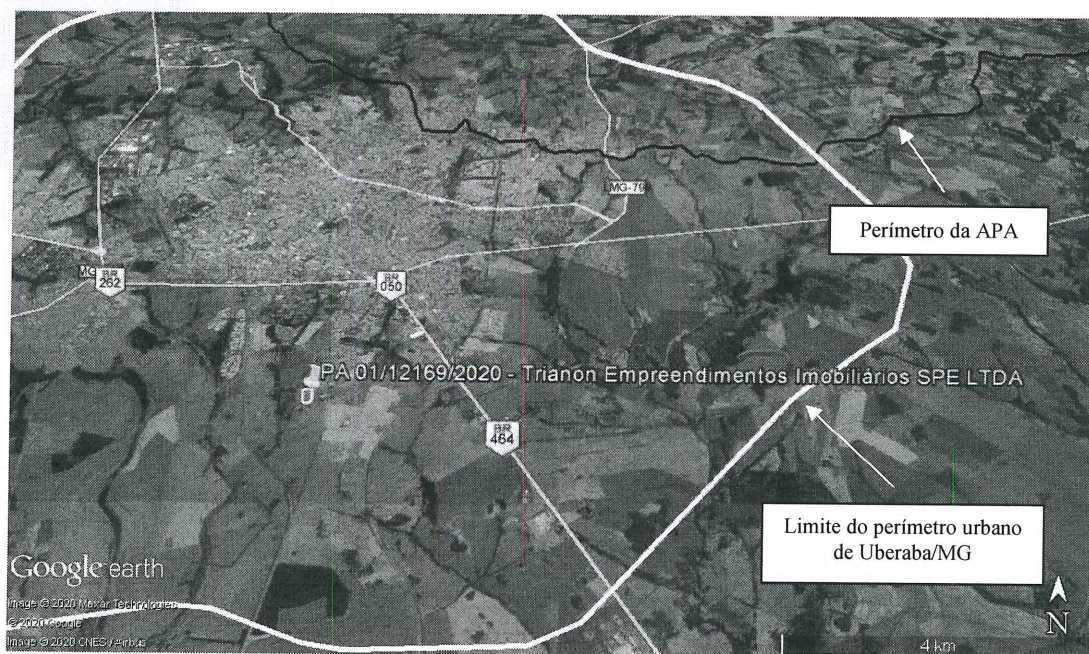 MG-79
Perímetro da APA
MG
BR
262
BR
050
PA 01/12169/2020 - Trianon Empreendimentos Imobiliários SPE LTDA
BR
464
Limite do perímetro urbano
de Uberaba/MG
Google earth
Image © 2020 Maxar Technologies
© 2020 Google
Image © 2020 CNES / Airbus
N
4 km